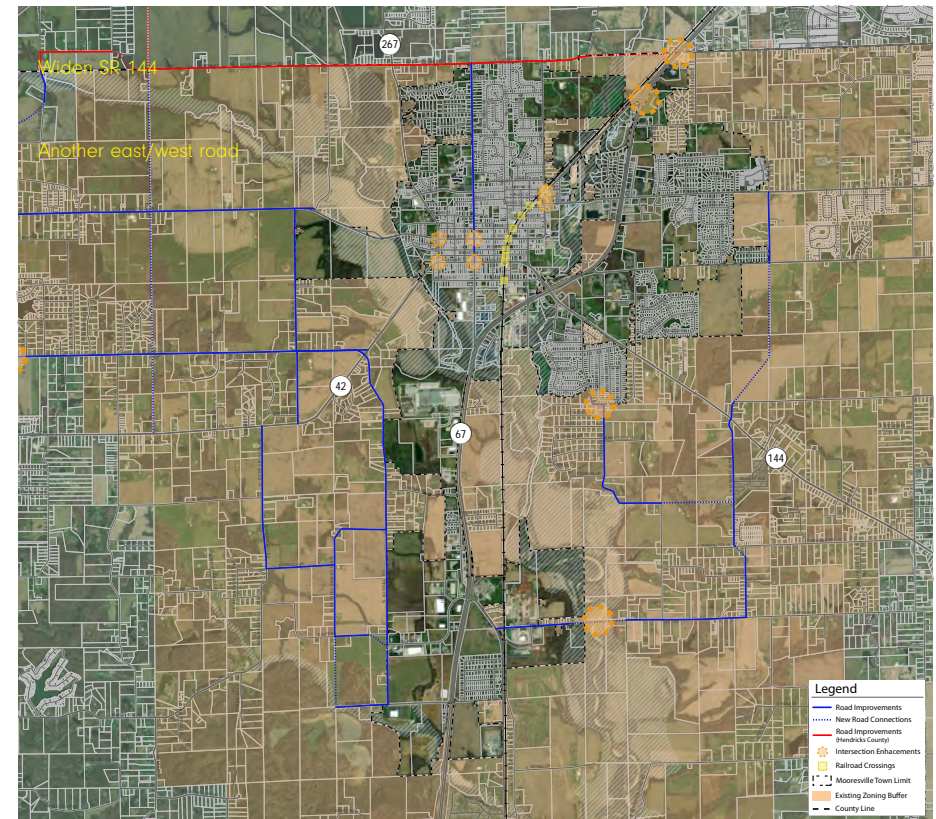 267
Widen SR 144
Another east/west road
42
67
144
Legend
Road Improvements
New Road Connections
Road Improvements
(Hendricks County)
Intersection Enhacements
Railroad Crossings
Mooresville Town Limit
Existing Zoning Buffer
County Line